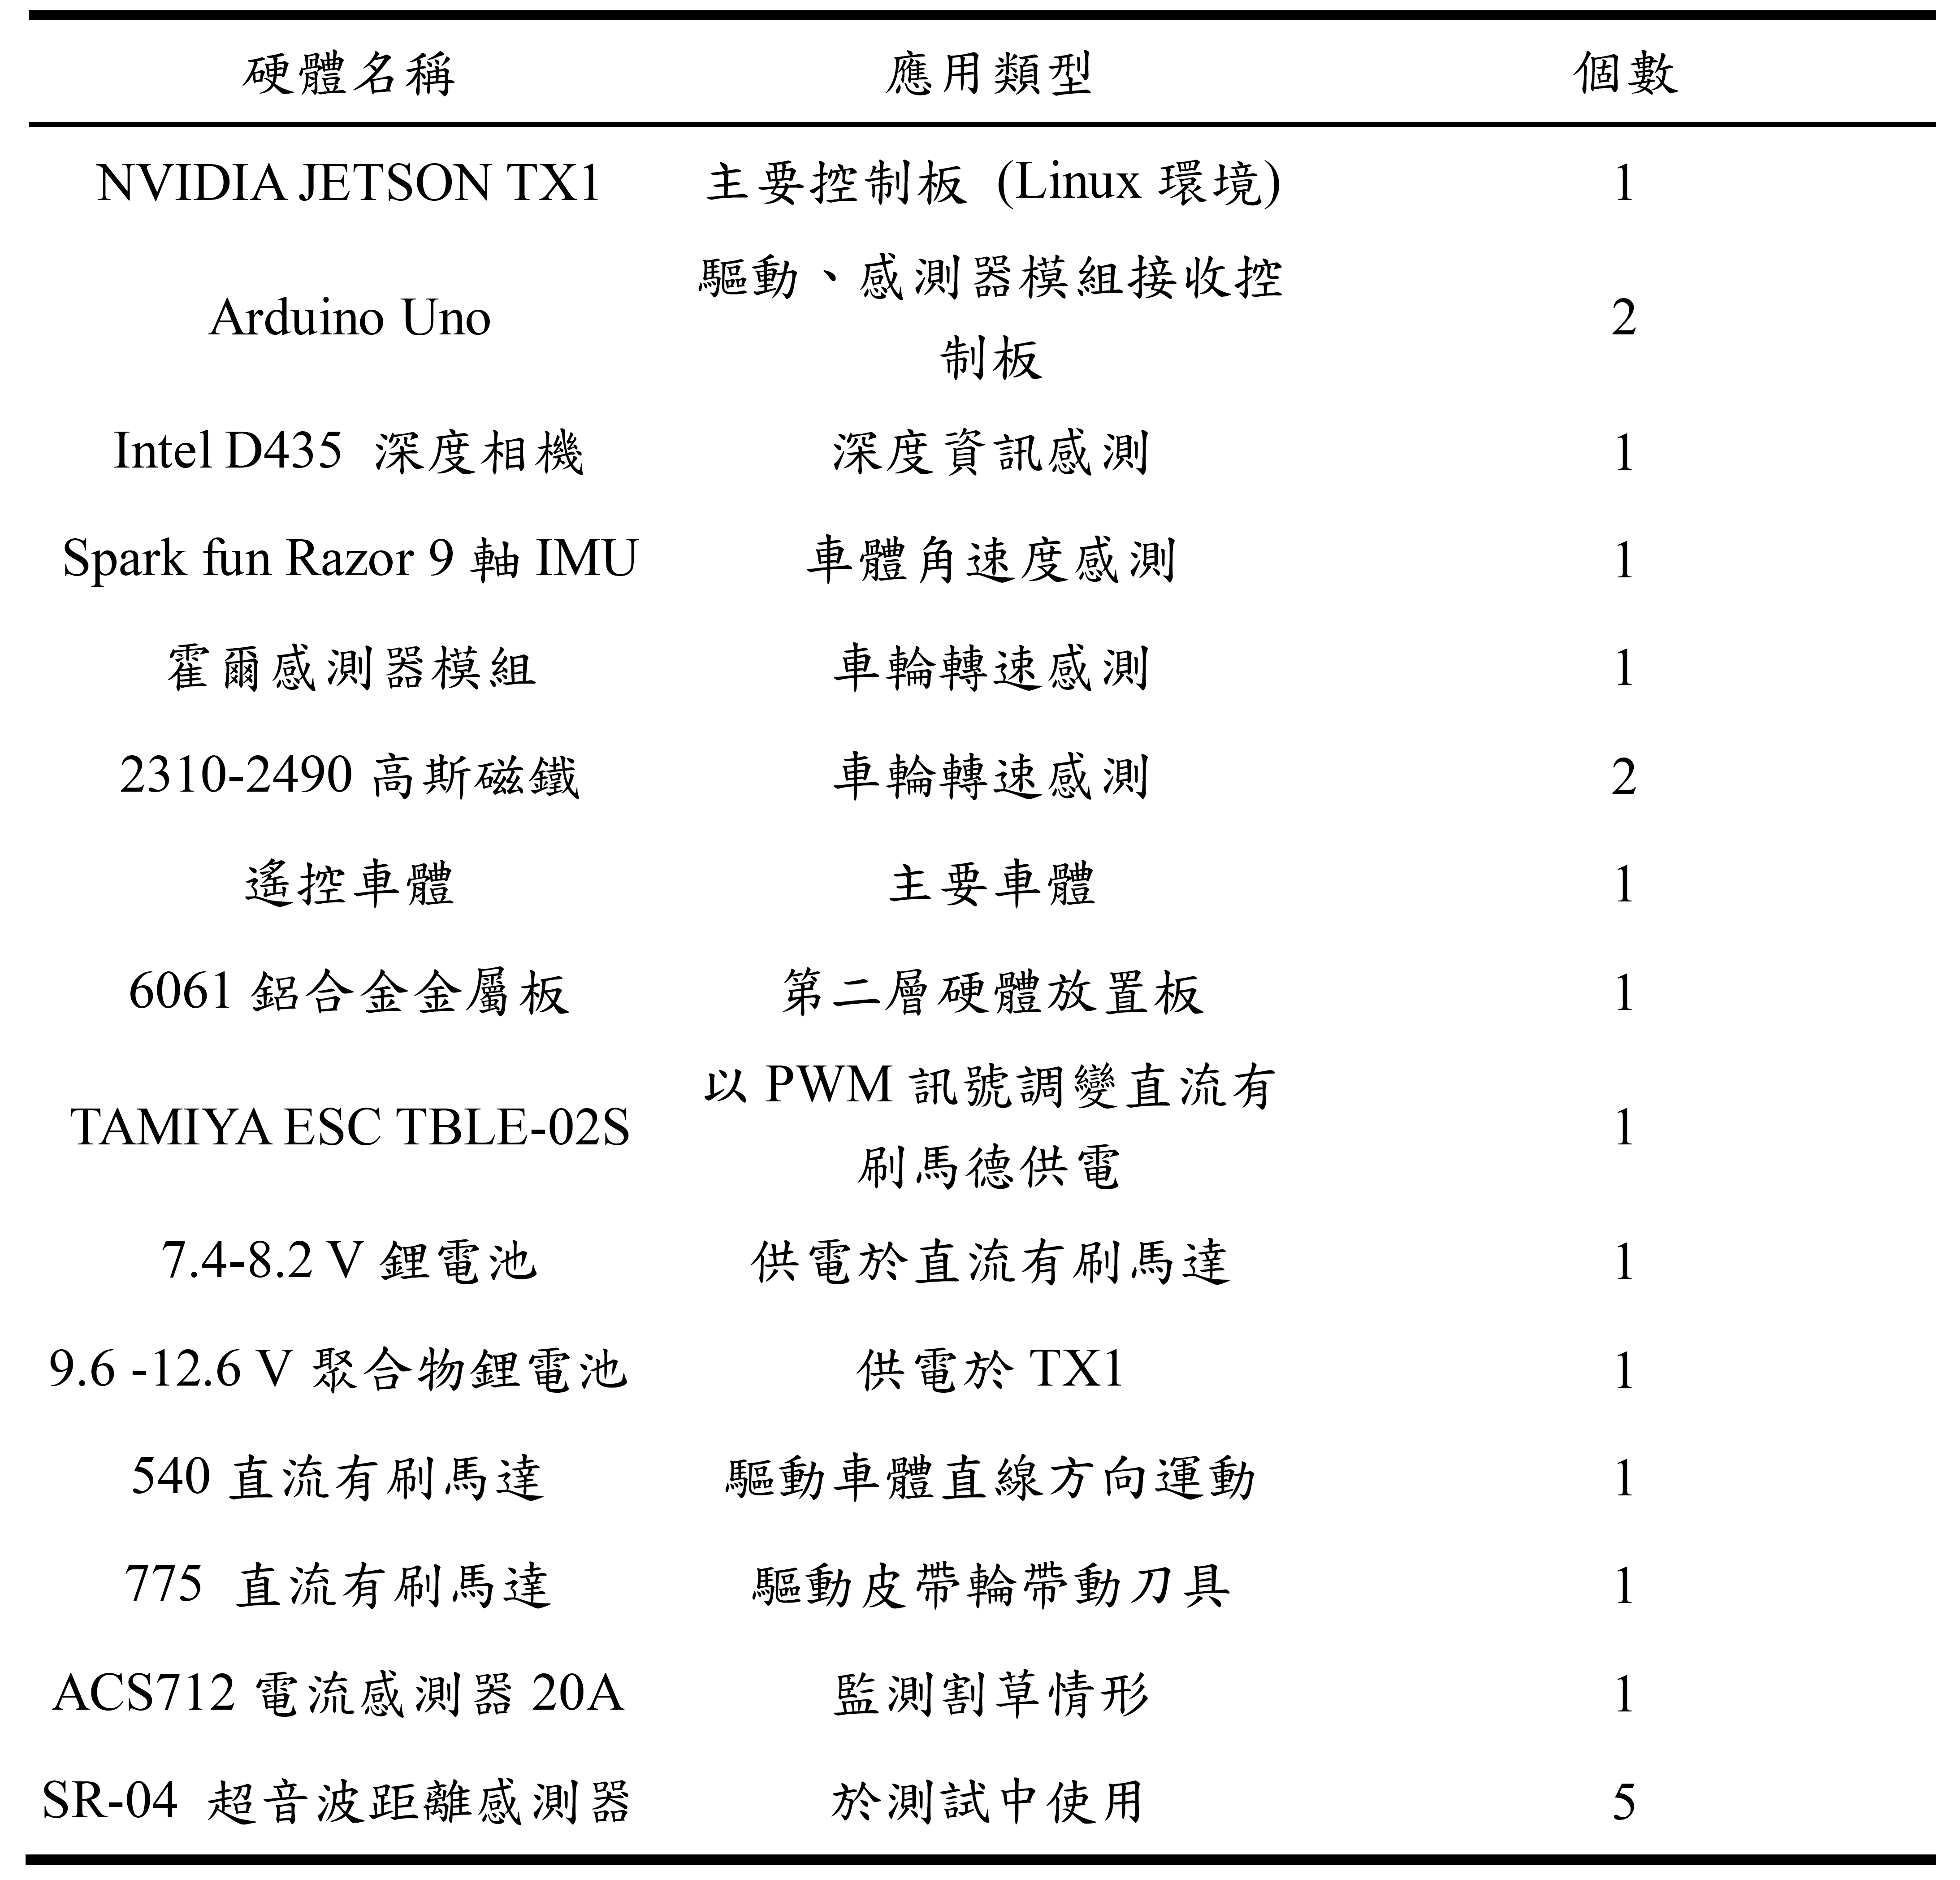 硬體名稱 應用類型 個數
NVIDIA JETSON TX1 主要控制板 (Linux 環境) 1
驅動、感測器模組接收控
Arduino Uno 2
制板
Intel D435 深度相機 深度資訊感測 1
Spark fun Razor 9 軸 IMU 車體角速度感測 1
霍爾感測器模組 車輪轉速感測 1
2310-2490 高斯磁鐵 車輪轉速感測 2
遙控車體 主要車體 1
6061 鋁合金金屬板 第二層硬體放置板 1
以 PWM 訊號調變直流有
TAMIYA ESC TBLE-02S 1
刷馬德供電
7.4-8.2 V 鋰電池 供電於直流有刷馬達 1
9.6 -12.6 V 聚合物鋰電池 供電於 TX1 1
540 直流有刷馬達 驅動車體直線方向運動 1
775 直流有刷馬達 驅動皮帶輪帶動刀具 1
ACS712 電流感測器 20A 監測割草情形 1
SR-04 超音波距離感測器 於測試中使用 5